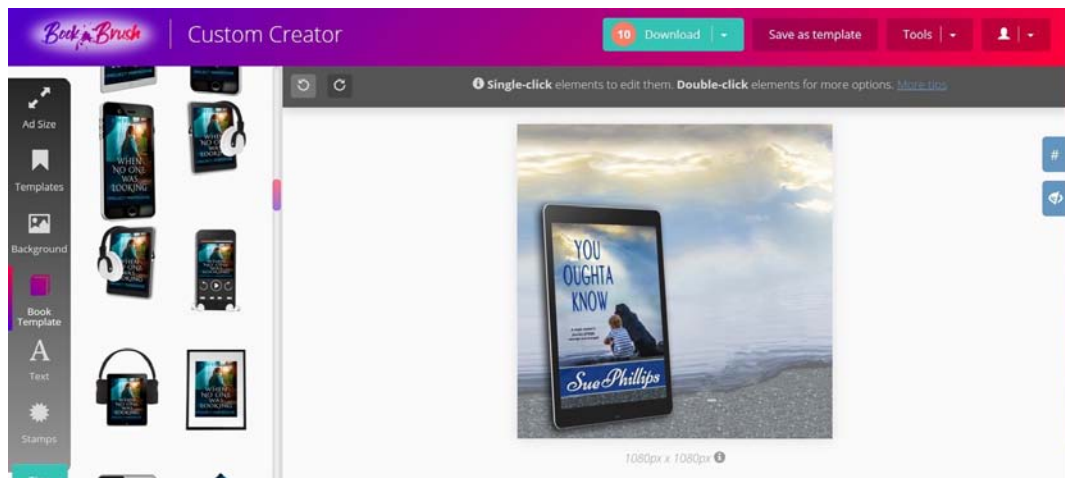 Book Brush
Custom Creator
10 Download
Save as template
Tools
Single-click elements to edit them. Double-click elements for more options. More tips
#
Ad Size
Templates
Background
Book
Template
Text
A
Stamps
WHEN
NO ONE
WAS
LOOKING
YOU
OUGHTA
KNOW
Sue Phillips
1080px x 1080px